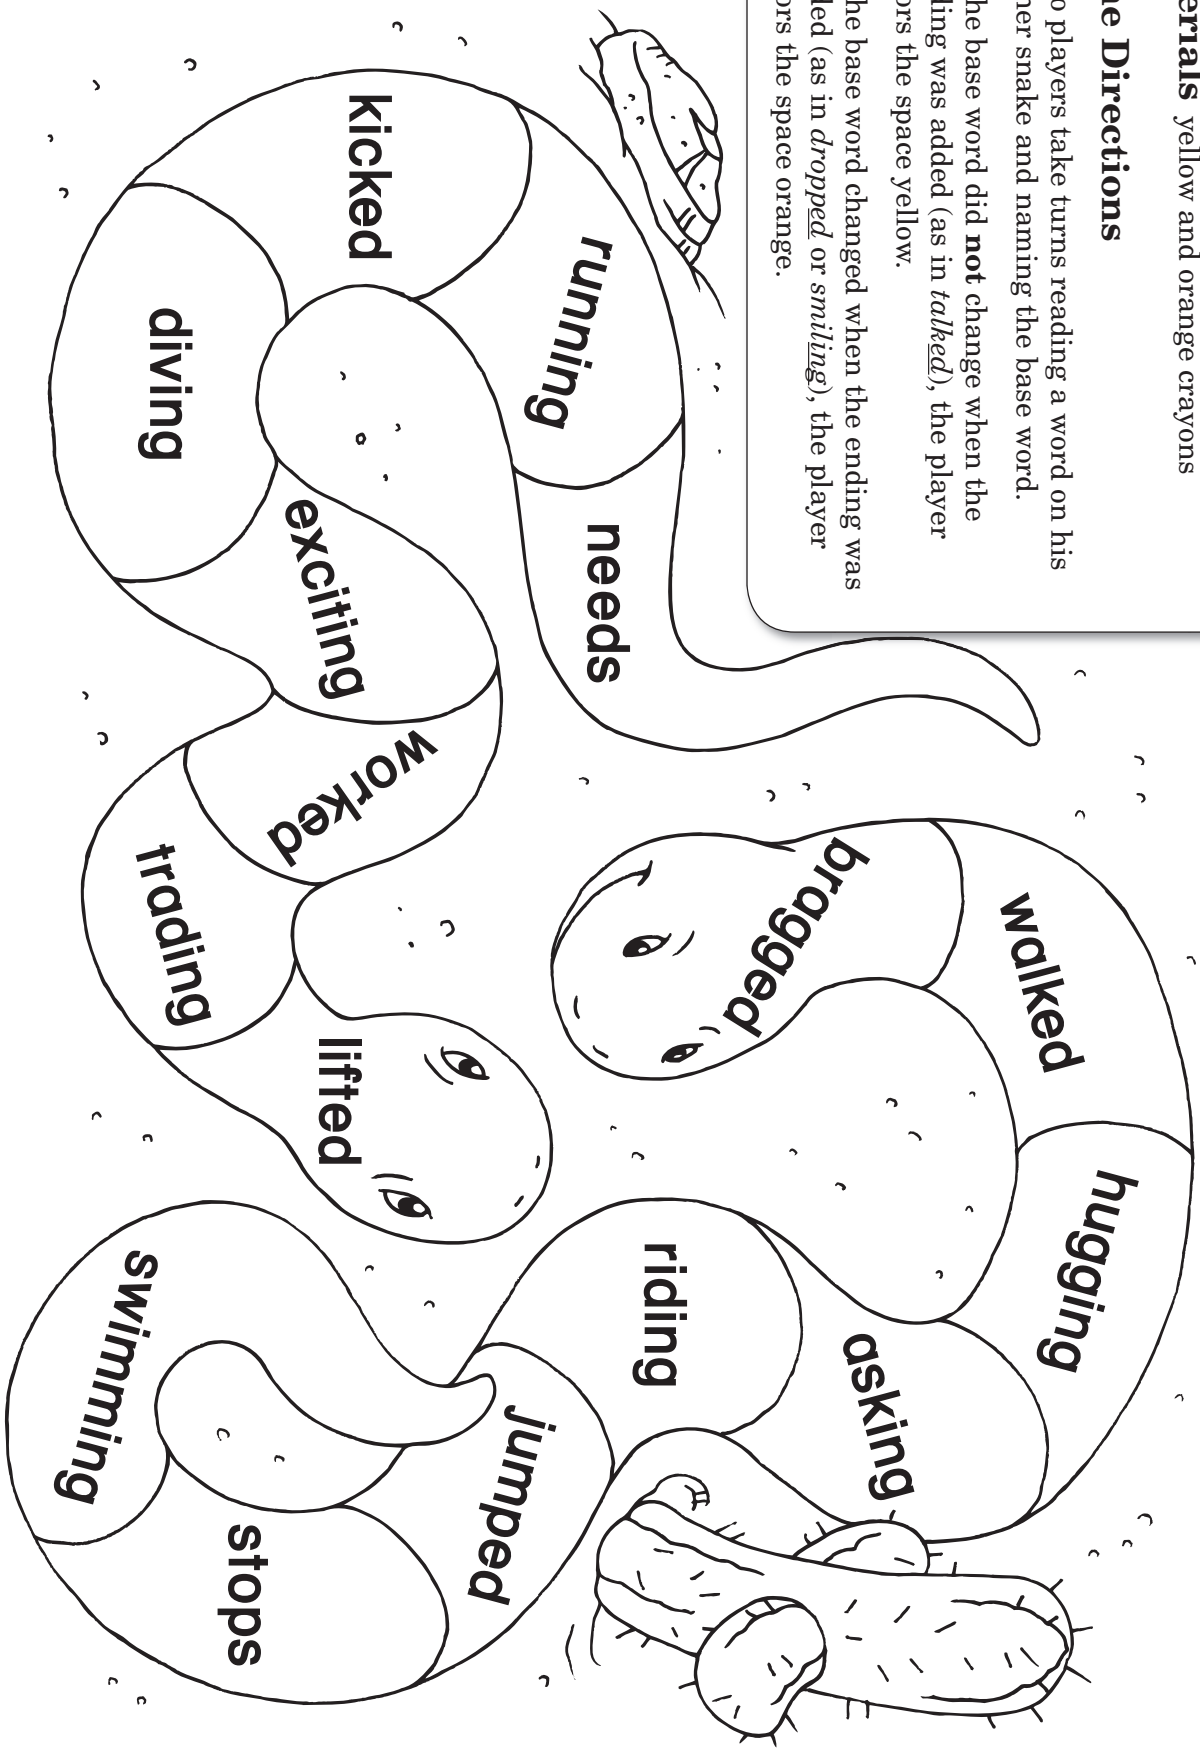 erials yellow and orange crayons
e Directions
o players take turns reading a word on his
her snake and naming the base word.
he base word did not change when the
ding was added (as in talked), the player
ors the space yellow.
he base word changed when the ending was
ded (as in dropped or smiling), the player
ors the space orange.
bragged
walked
hugging
asking
riding
jumped
stops
swimming
lifted
trading
worked
exciting
diving
kicked
running
needs